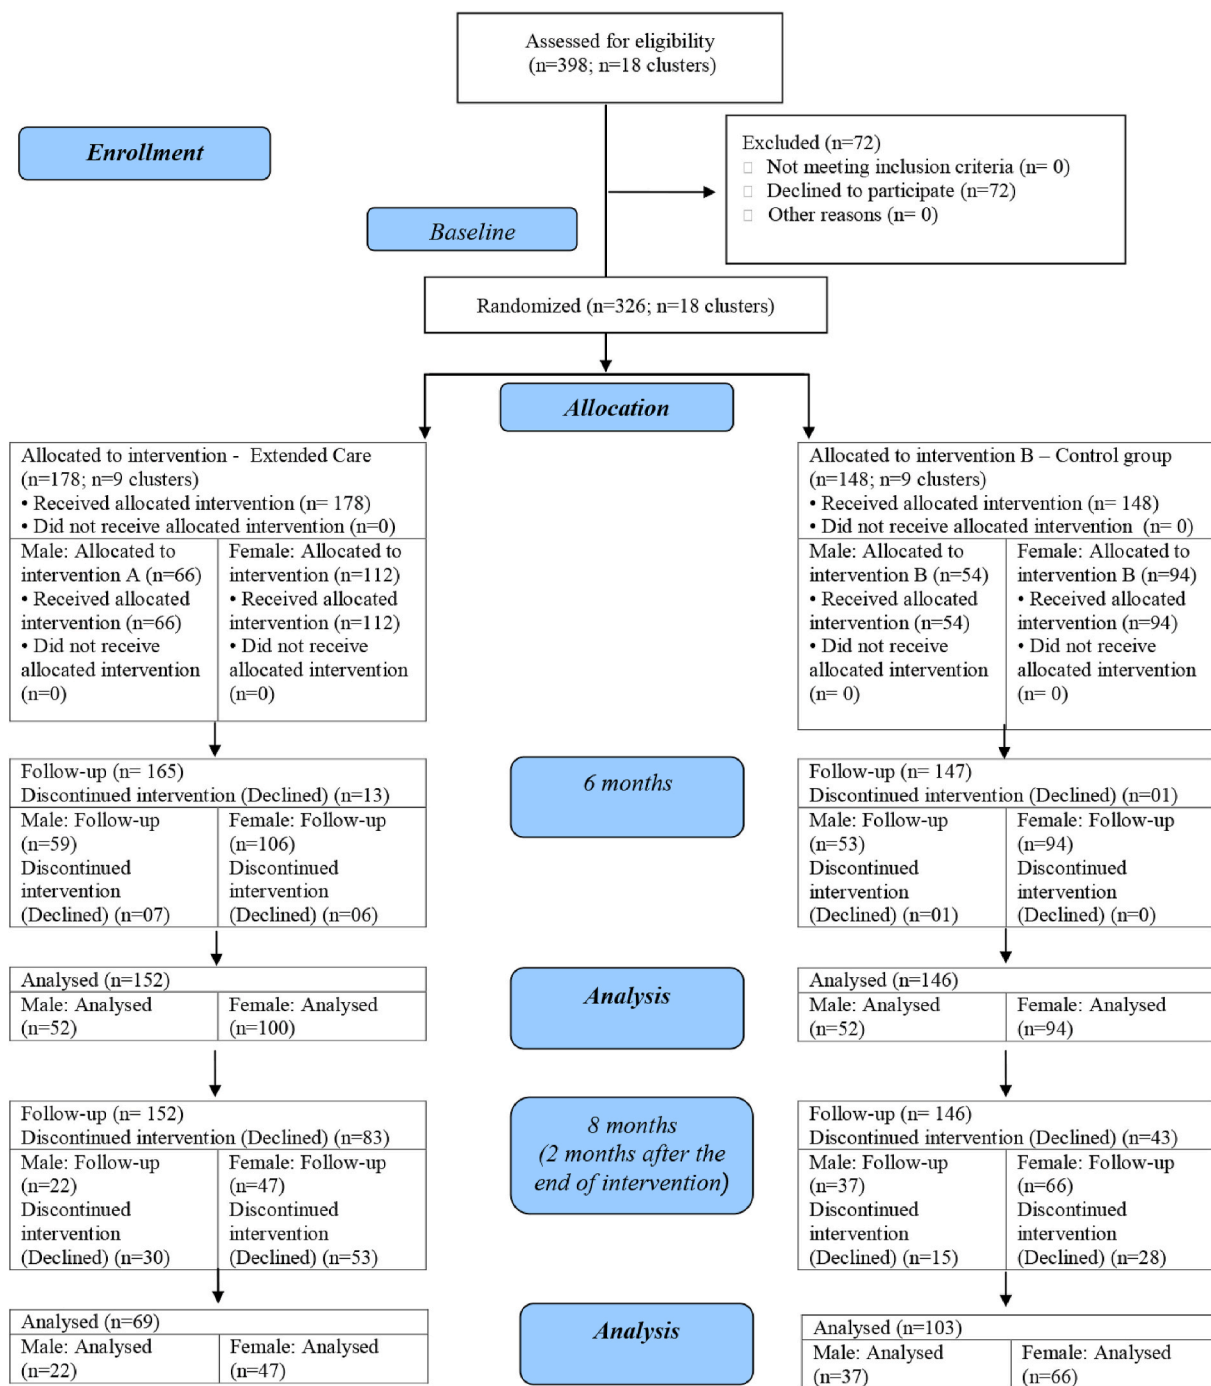 Assessed for eligibility
(n=398; n=18 clusters)
Enrollment
Excluded (n=72)
Not meeting inclusion criteria (n= 0)
Declined to participate (n=72)
Other reasons (n= 0)
Baseline
Randomized (n=326; n=18 clusters)
Allocation
Allocated to intervention - Extended Care
(n=178; n=9 clusters)
• Received allocated intervention (n= 178)
• Did not receive allocated intervention (n=0)
Male: Allocated to
intervention A (n=66)
• Received allocated
intervention (n=66)
• Did not receive
allocated intervention
(n=0)
Female: Allocated to
intervention (n=112)
• Received allocated
intervention (n=112)
• Did not receive
allocated intervention
(n=0)
Allocated to intervention B – Control group
(n=148; n=9 clusters)
• Received allocated intervention (n= 148)
• Did not receive allocated intervention (n= 0)
Male: Allocated to
intervention B (n=54)
• Received allocated
intervention (n=54)
• Did not receive
allocated intervention
(n= 0)
Female: Allocated to
intervention B (n=94)
• Received allocated
intervention (n=94)
• Did not receive
allocated intervention
(n= 0)
Follow-up (n= 165)
Discontinued intervention (Declined) (n=13)
Male: Follow-up
(n=59)
Discontinued
intervention
(Declined) (n=07)
Female: Follow-up
(n=106)
Discontinued
intervention
(Declined) (n=06)
6 months
Follow-up (n= 147)
Discontinued intervention (Declined) (n=01)
Male: Follow-up
(n=53)
Discontinued
intervention
(Declined) (n=01)
Female: Follow-up
(n=94)
Discontinued
intervention
(Declined) (n=0)
Analysed (n=152)
Male: Analysed
(n=52)
Female: Analysed
(n=100)
Analysis
Analysed (n=146)
Male: Analysed
(n=52)
Female: Analysed
(n=94)
Follow-up (n= 152)
Discontinued intervention (Declined) (n=83)
Male: Follow-up
(n=22)
Discontinued
intervention
(Declined) (n=30)
Female: Follow-up
(n=47)
Discontinued
intervention
(Declined) (n=53)
8 months
(2 months after the
end of intervention)
Follow-up (n= 146)
Discontinued intervention (Declined) (n=43)
Male: Follow-up
(n=37)
Discontinued
intervention
(Declined) (n=15)
Female: Follow-up
(n=66)
Discontinued
intervention
(Declined) (n=28)
Analysed (n=69)
Male: Analysed
(n=22)
Female: Analysed
(n=47)
Analysis
Analysed (n=103)
Male: Analysed
(n=37)
Female: Analysed
(n=66)